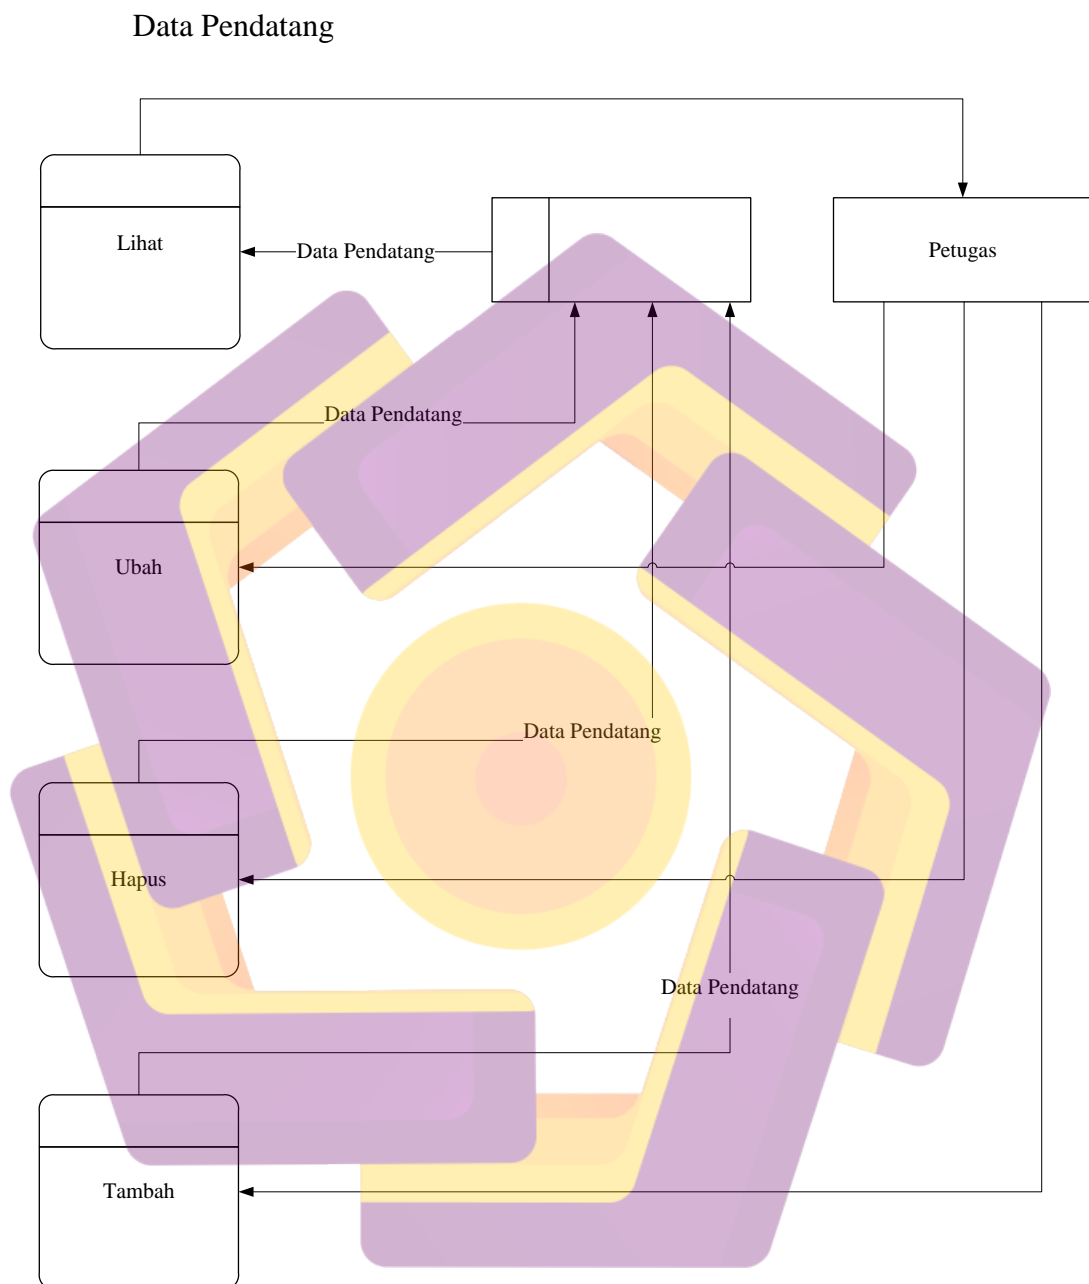 Data Pendatang
Lihat
Data Pendatang
Petugas
Data Pendatang
Ubah
Data Pendatang
Hapus
Data Pendatang
Tambah